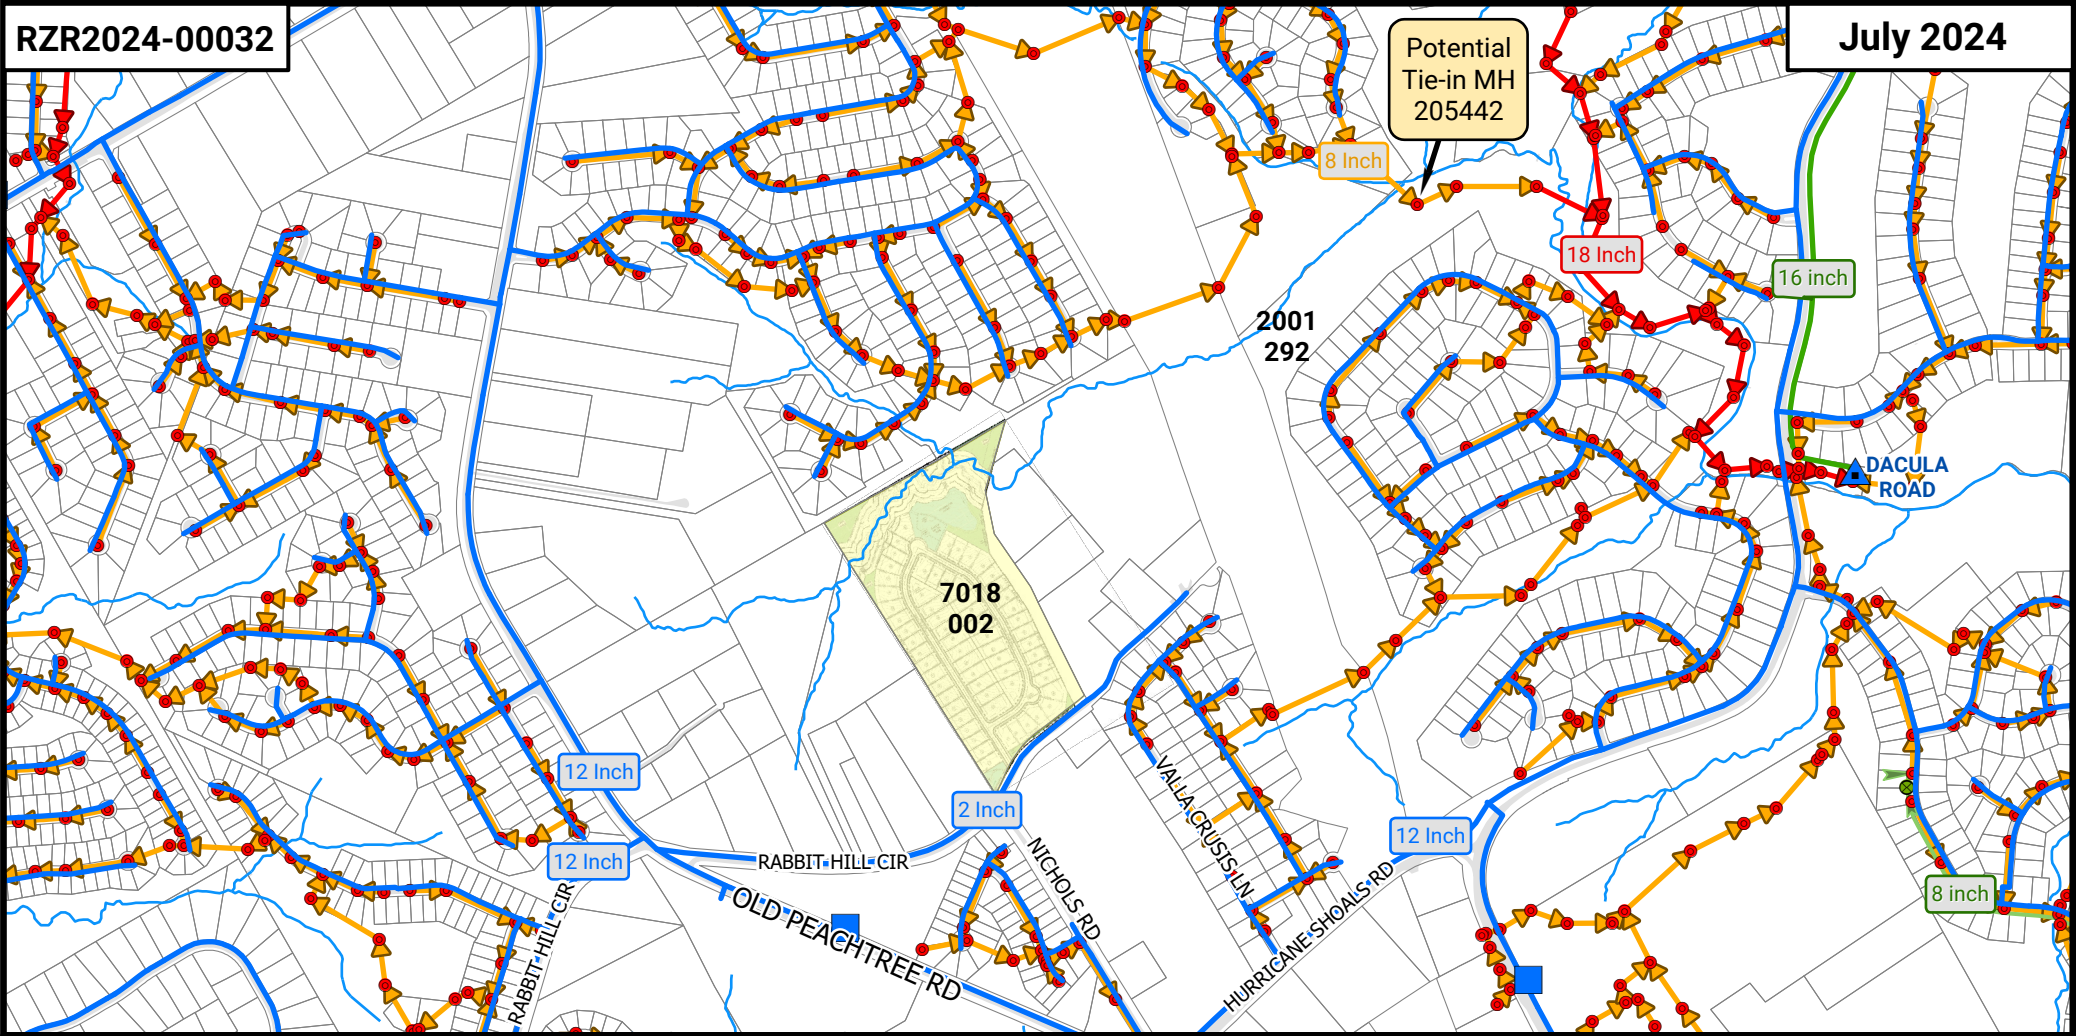 RZR2024-00032
July 2024
Potential
Tie-in MH
205442
8 Inch
18 Inch
16 inch
2001
292
DACULA
ROAD
7018
002
12 Inch
2 Inch
12 Inch
12 Inch
RABBIT HILL CIR
VALLA CRUSIS LN
NICHOLS RD
HURRICANE SHOALS RD
OLD PEACHTREE RD
RABBIT HILL CIR
8 inch